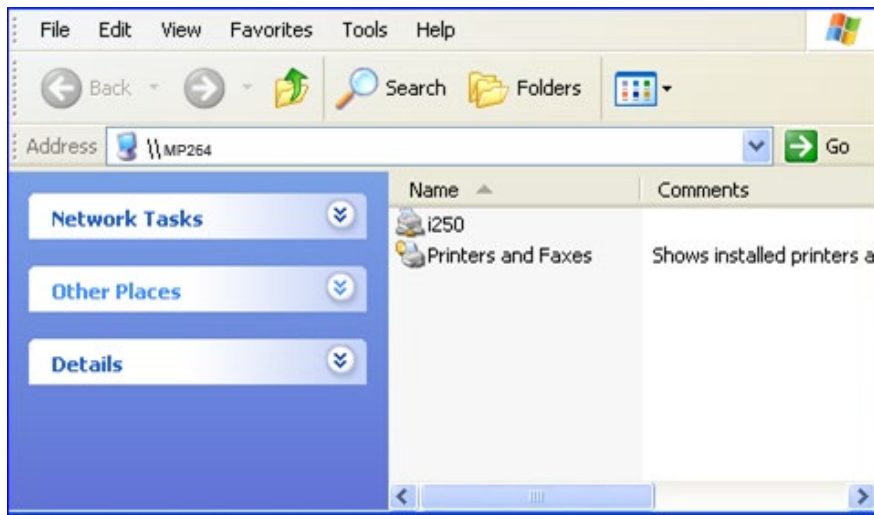 File Edit View Favorites Tools Help
Back Search Folders
Address \\MP264 Go
Name Comments
Network Tasks
i250
Printers and Faxes Shows installed printers a
Other Places
Details